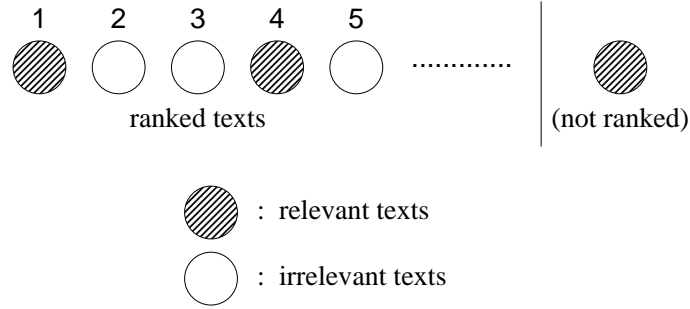 1 2 3 4 5
.............
ranked texts
(not ranked)
: relevant texts
: irrelevant texts